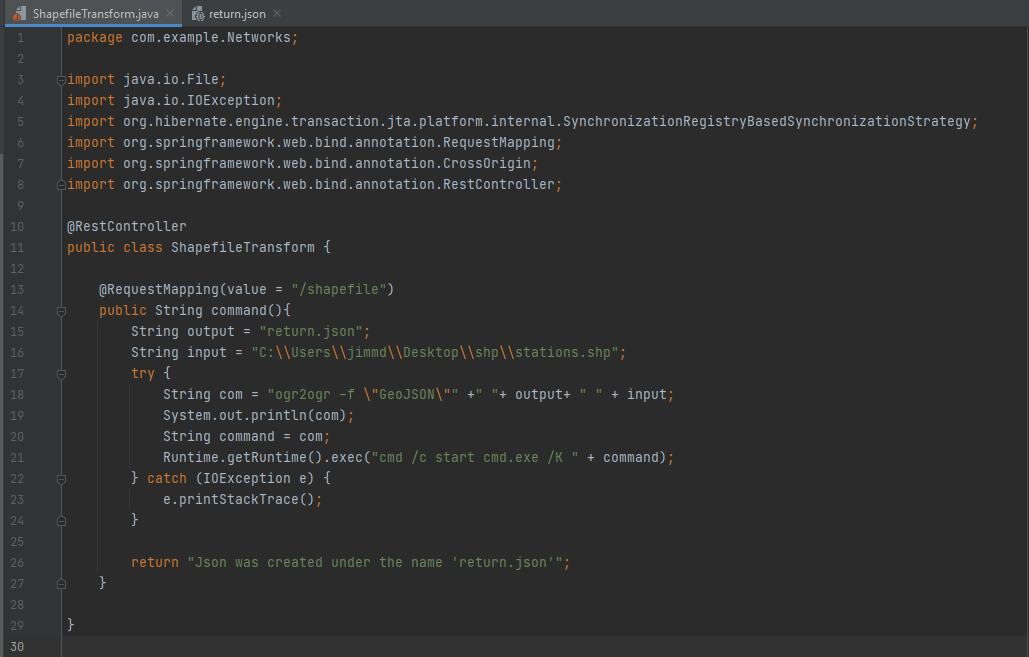 ShapefileTransform.java
return.json
1 package com.example.Networks;
2
3 import java.io.File;
4 import java.io.IOException;
5 import org.hibernate.engine.transaction.jta.platform.internal.SynchronizationRegistryBasedSynchronizationStrategy;
6 import org.springframework.web.bind.annotation.RequestMapping;
7 import org.springframework.web.bind.annotation.CrossOrigin;
8 import org.springframework.web.bind.annotation.RestController;
9
10 @RestController
11 public class ShapefileTransform {
12
13     @RequestMapping(value = "/shapefile")
14     public String command(){
15         String output = "return.json";
16         String input = "C:\\Users\\jimmd\\Desktop\\shp\\stations.shp";
17         try {
18             String com = "ogr2ogr -f \"GeoJSON\"" +" "+ output+ " " + input;
19             System.out.println(com);
20             String command = com;
21             Runtime.getRuntime().exec("cmd /c start cmd.exe /K " + command);
22         } catch (IOException e) {
23             e.printStackTrace();
24         }
25
26         return "Json was created under the name 'return.json'";
27     }
28
29 }
30